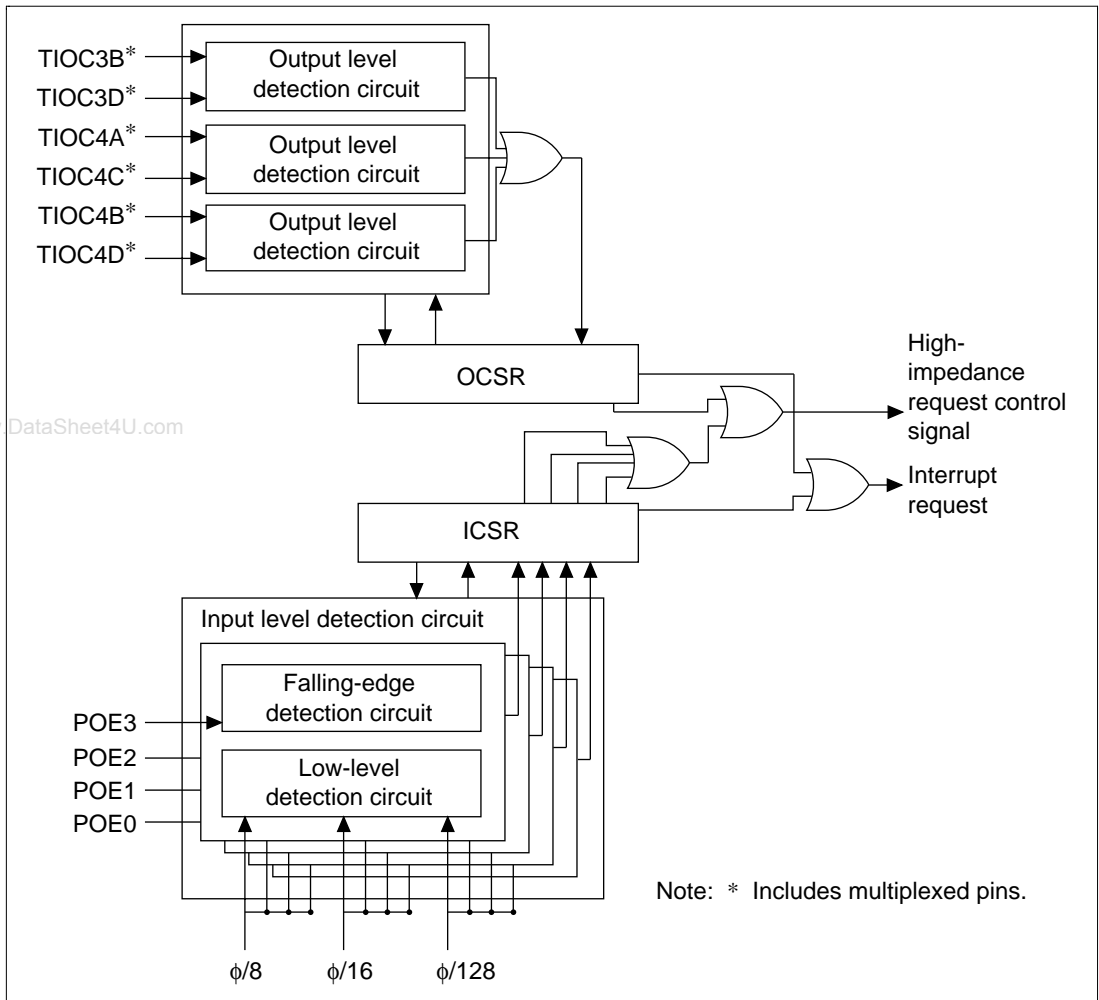 TIOC3B*
TIOC3D*
TIOC4A*
TIOC4C*
TIOC4B*
TIOC4D*
Output level
detection circuit
Output level
detection circuit
Output level
detection circuit
OCSR
High-
impedance
request control
signal
.DataSheet4U.com
Interrupt
request
ICSR
Input level detection circuit
Falling-edge
detection circuit
POE3
POE2
POE1
POE0
Low-level
detection circuit
Note: * Includes multiplexed pins.
ϕ/8
ϕ/16
ϕ/128